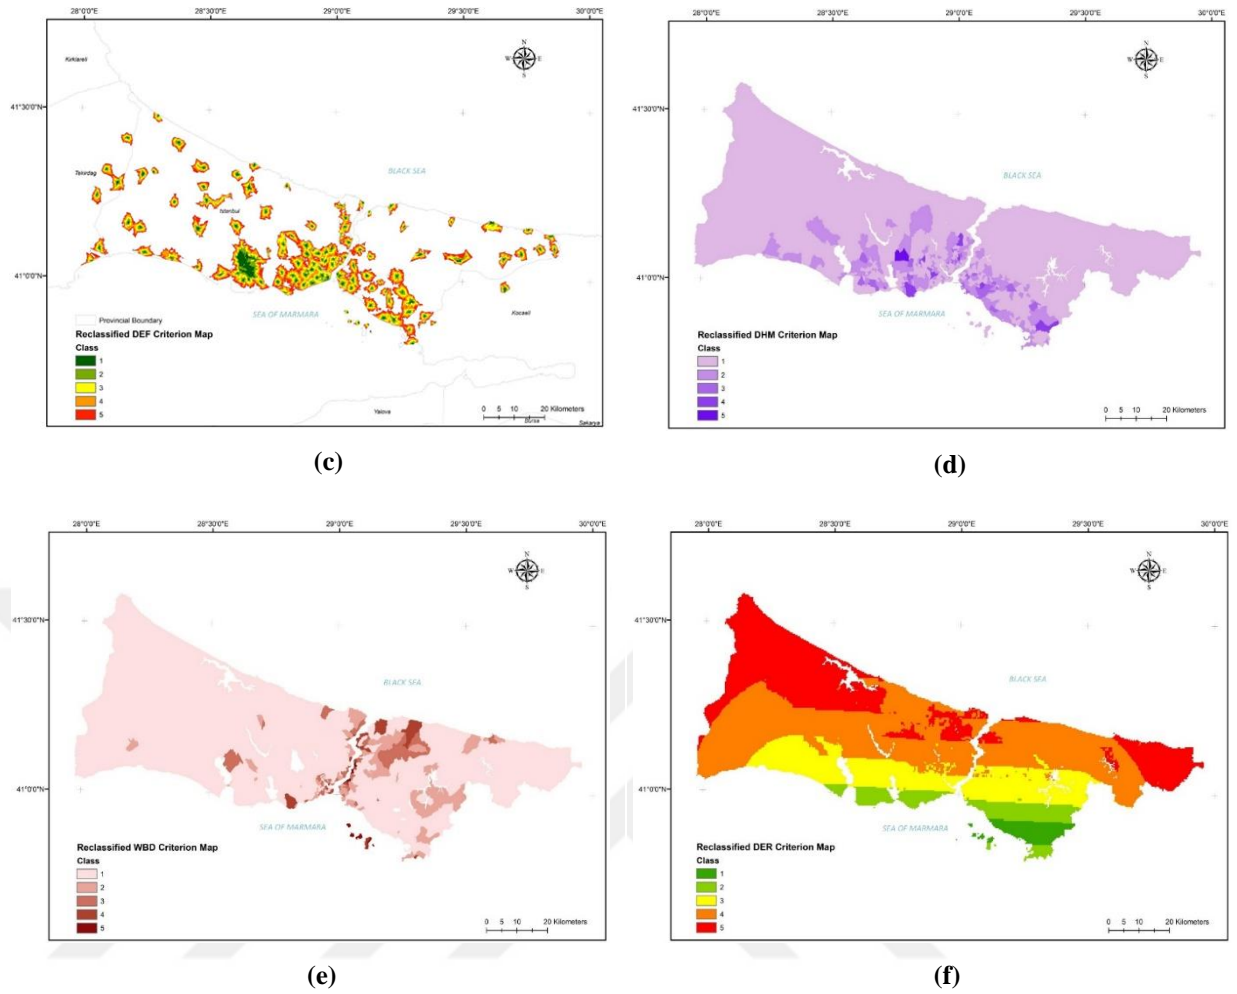 28°0'0"E 28°30'0"E 29°0'0"E 29°30'0"E 30°0'0"E
N
W E
S
Kırklareli
41°30'0"N
Tekirdag
BLACK SEA
Istanbul
41°0'0"N
SEA OF MARMARA
Kocaeli
Provincial Boundary
Reclassified DEF Criterion Map
Class
1
2
3
4
5
Yalova
0 5 10 20 Kilometers
Bursa
Sakarya
(c)
28°0'0"E 28°30'0"E 29°0'0"E 29°30'0"E 30°0'0"E
N
W E
S
41°30'0"N
BLACK SEA
41°0'0"N
SEA OF MARMARA
Reclassified DHM Criterion Map
Class
1
2
3
4
5
0 5 10 20 Kilometers
(d)
28°0'0"E 28°30'0"E 29°0'0"E 29°30'0"E 30°0'0"E
N
W E
S
41°30'0"N
BLACK SEA
41°0'0"N
SEA OF MARMARA
Reclassified WBD Criterion Map
Class
1
2
3
4
5
0 5 10 20 Kilometers
(e)
28°0'0"E 28°30'0"E 29°0'0"E 29°30'0"E 30°0'0"E
N
W E
S
41°30'0"N
BLACK SEA
41°0'0"N
SEA OF MARMARA
Reclassified DER Criterion Map
Class
1
2
3
4
5
0 5 10 20 Kilometers
(f)